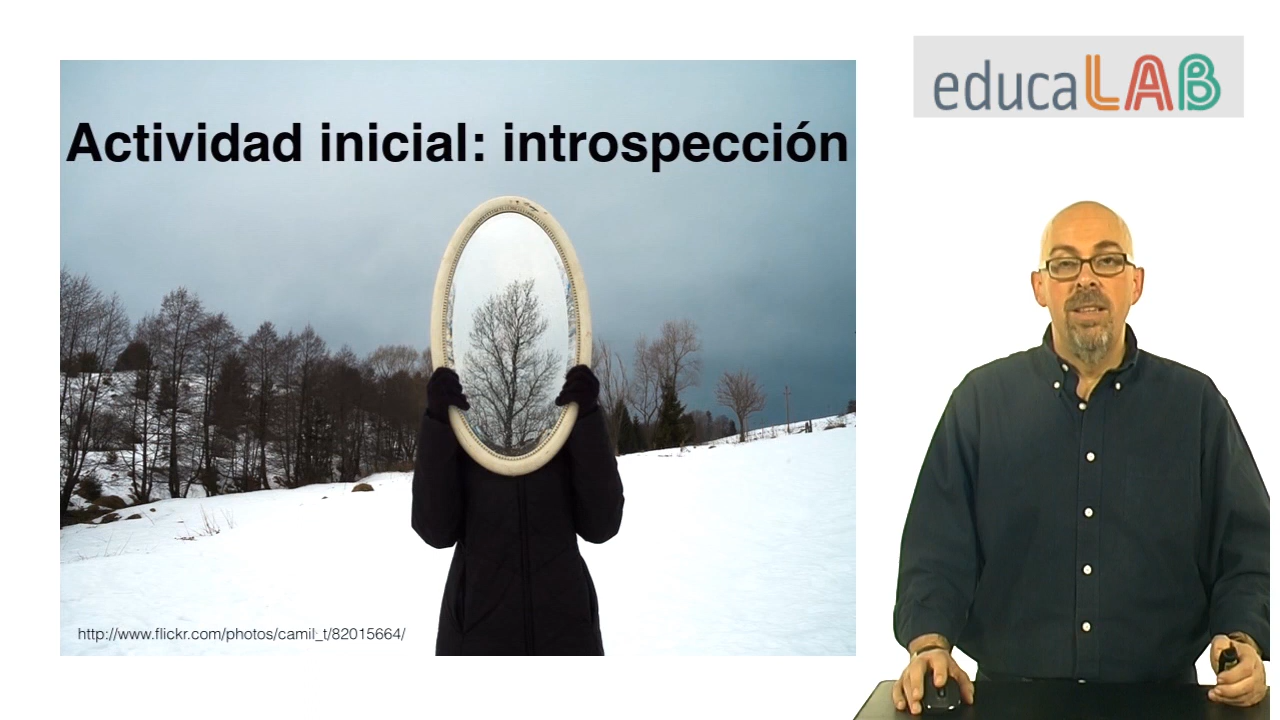 educaLAB
Actividad inicial: introspección
http://www.flickr.com/photos/camil_t/82015664/